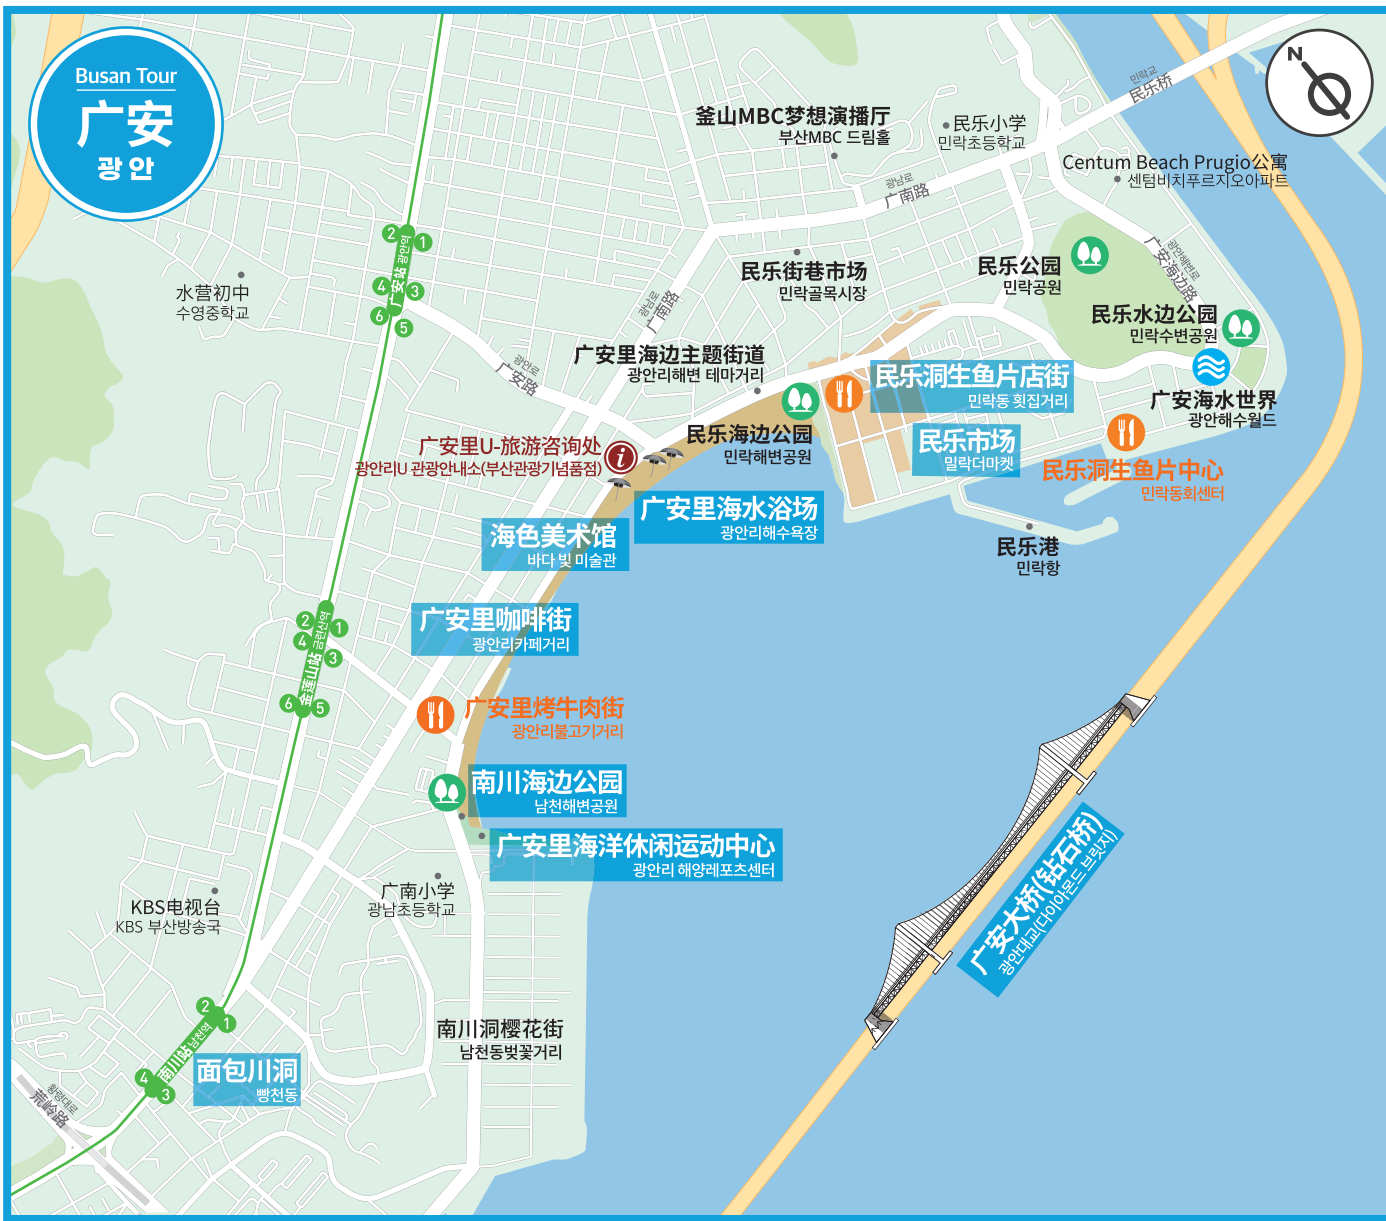 Busan Tour
广安
광안
N
민락교
民乐桥
釜山MBC梦想演播厅
부산MBC 드림홀
民乐小学
민락초등학교
Centum Beach Prugio公寓
센텀비치푸르지오아파트
광남로
广南路
2
1
广安站 광안역
4
3
6
5
水营初中
수영중학교
民乐街巷市场
민락골목시장
民乐公园
민락공원
광안해변로
广安海边路
民乐水边公园
민락수변공원
광남로
广南路
广安里海边主题街道
광안리해변 테마거리
광안로
广安路
民乐洞生鱼片店街
민락동 횟집거리
广安海水世界
광안해수월드
民乐海边公园
민락해변공원
民乐市场
밀락더마켓
民乐洞生鱼片中心
민락동회센터
广安里U-旅游咨询处
광안리U 관광안내소(부산관광기념품점)
i
广安里海水浴场
광안리해수욕장
海色美术馆
바다 빛 미술관
民乐港
민락항
广安里咖啡街
광안리카페거리
2
1
金莲山站 금련산역
4
3
6
5
广安里烤牛肉街
광안리불고기거리
南川海边公园
남천해변공원
广安里海洋休闲运动中心
광안리 해양레포츠센터
广安大桥(钻石桥)
광안대교(다이아몬드 브릿지)
广南小学
광남초등학교
KBS电视台
KBS 부산방송국
2
1
南川站 남천역
4
3
南川洞樱花街
남천동벚꽃거리
面包川洞
빵천동
황령대로
荒岭路